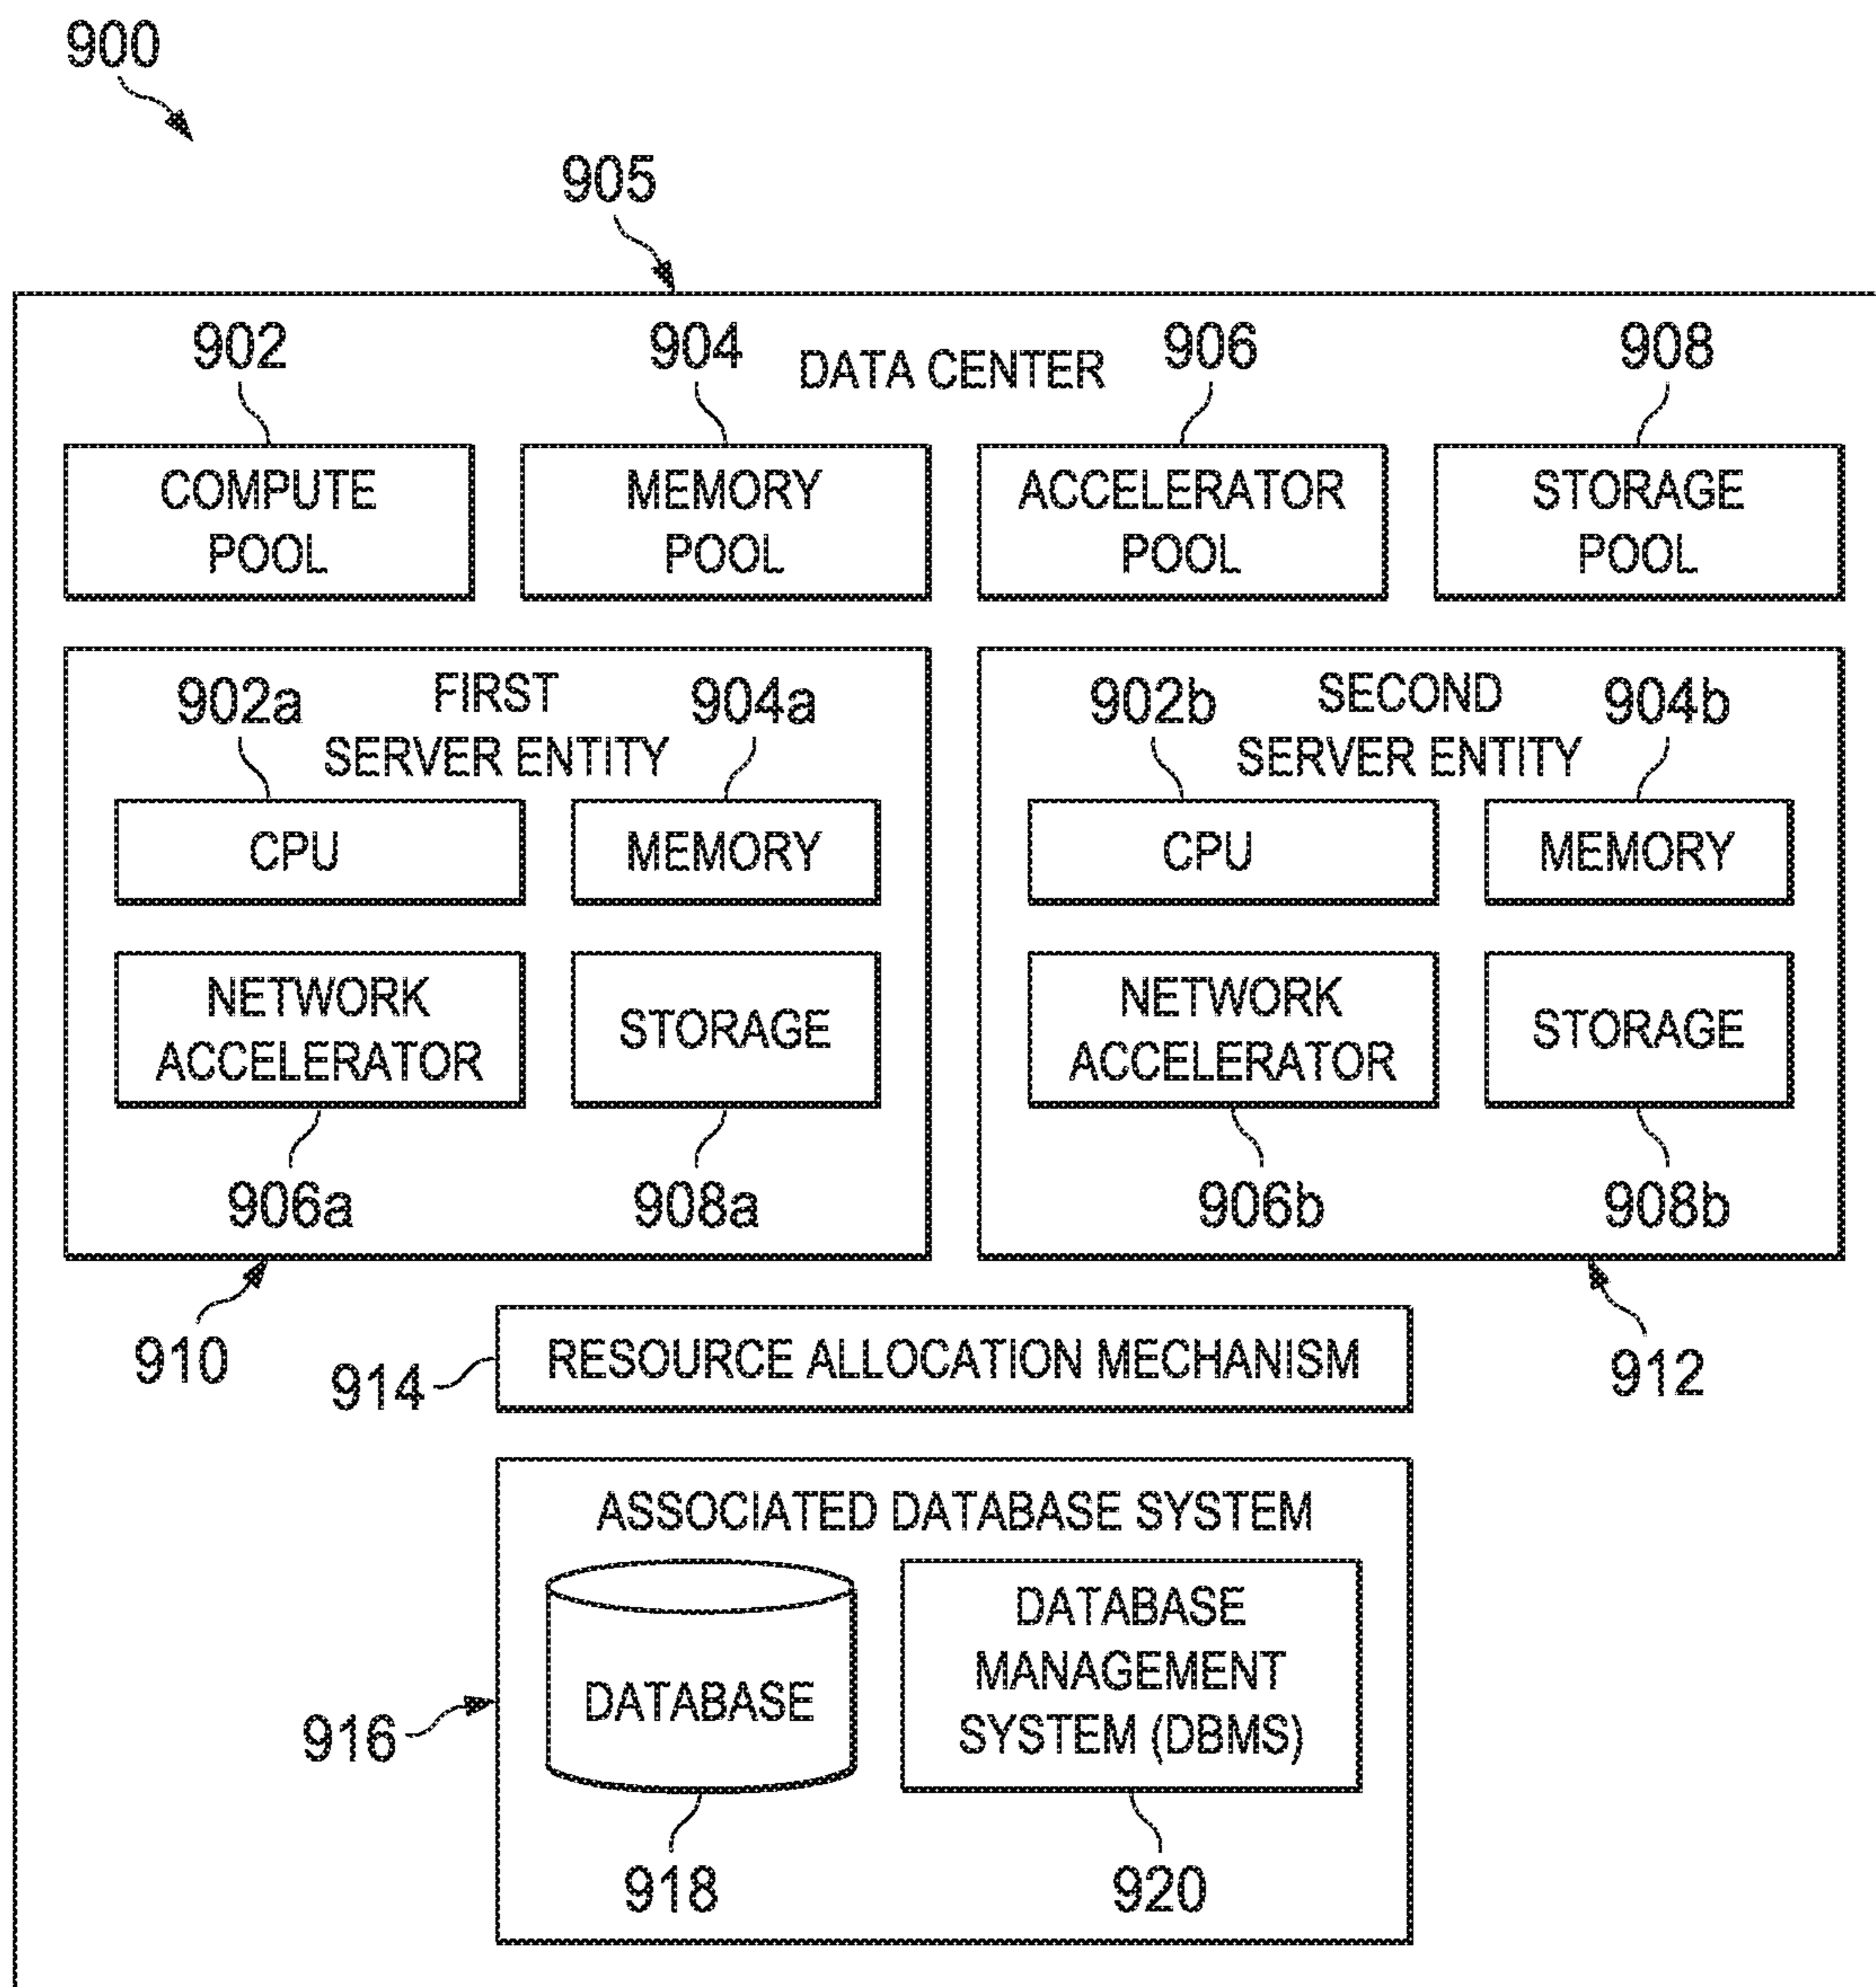 900
905
902 904 906 908
DATA CENTER
COMPUTE POOL
MEMORY POOL
ACCELERATOR POOL
STORAGE POOL
FIRST SERVER ENTITY
902a 904a
CPU
MEMORY
NETWORK ACCELERATOR
STORAGE
906a 908a
910
SECOND SERVER ENTITY
902b 904b
CPU
MEMORY
NETWORK ACCELERATOR
STORAGE
906b 908b
912
914
RESOURCE ALLOCATION MECHANISM
ASSOCIATED DATABASE SYSTEM
916
DATABASE
DATABASE
MANAGEMENT
SYSTEM (DBMS)
918 920